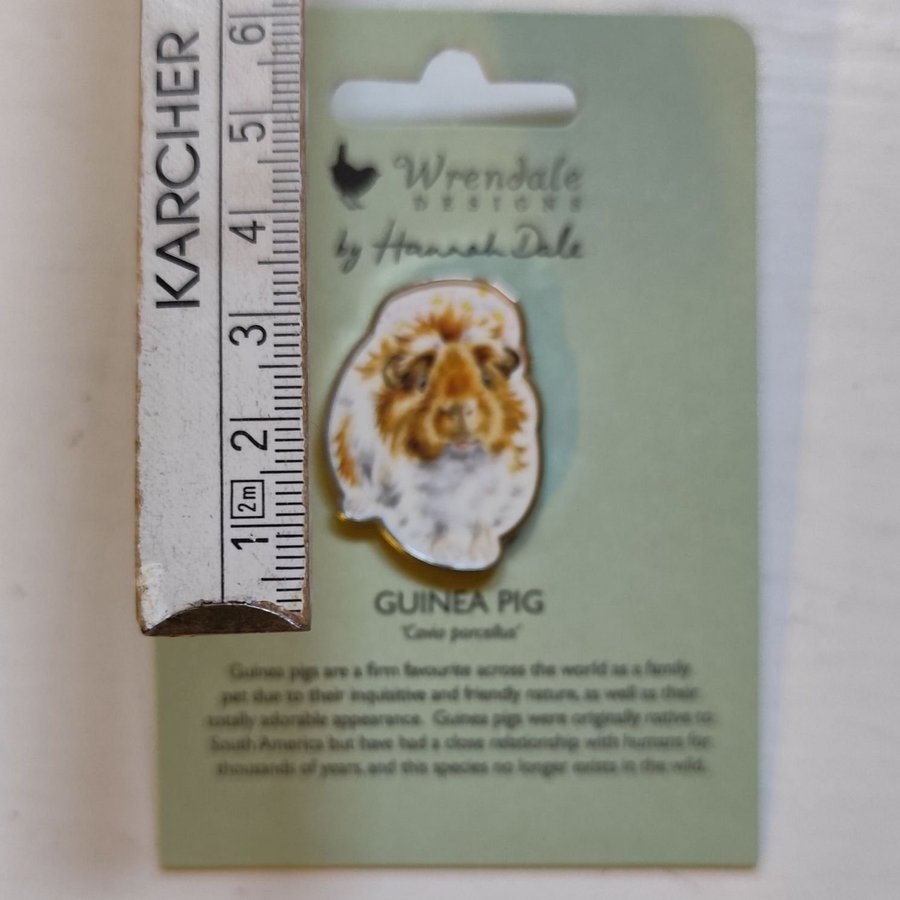 KARCHER
6
5
4
3
2
2m
1
Wrendale
DESIGNS
by Hannah Dale
GUINEA PIG
'Cavia porcellus'
Guinea pigs are a firm favourite across the world as a family
pet due to their inquisitive and friendly nature, as well as their
totally adorable appearance. Guinea pigs were originally native to
South America but have had a close relationship with humans for
thousands of years, and this species no longer exists in the wild.